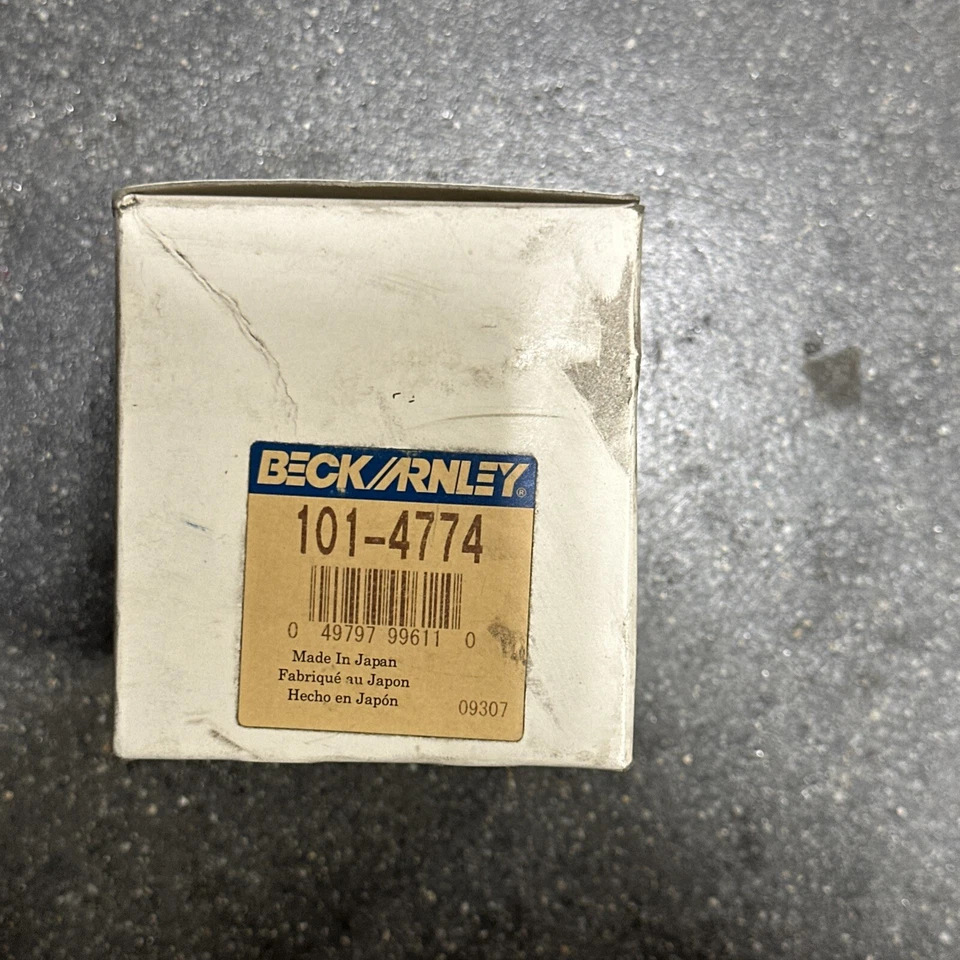 BECK/ARNLEY®
101-4774
0 49797 99611 0
Made In Japan
Fabriqué au Japon
Hecho en Japón
09307